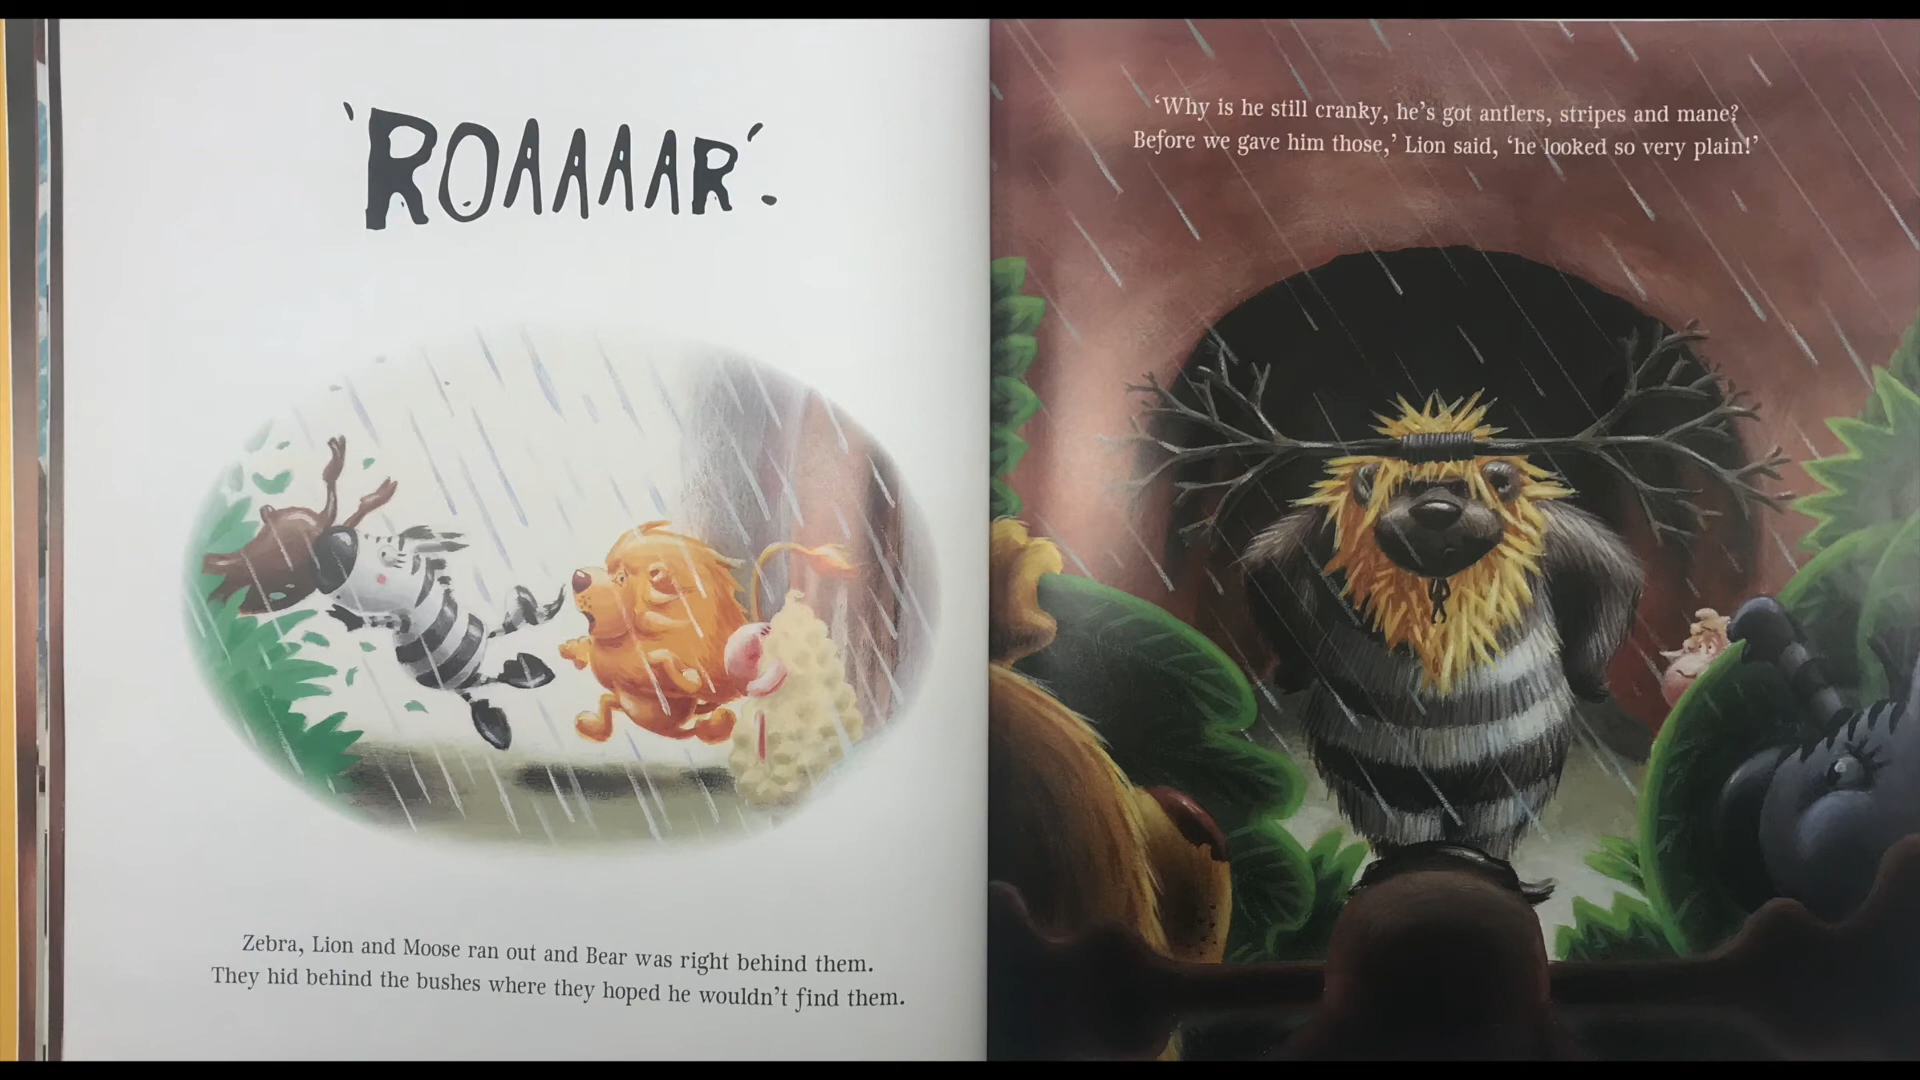 ‘ROAAAAR’.
Zebra, Lion and Moose ran out and Bear was right behind them.
They hid behind the bushes where they hoped he wouldn’t find them.
‘Why is he still cranky, he’s got antlers, stripes and mane?
Before we gave him those,’ Lion said, ‘he looked so very plain!’